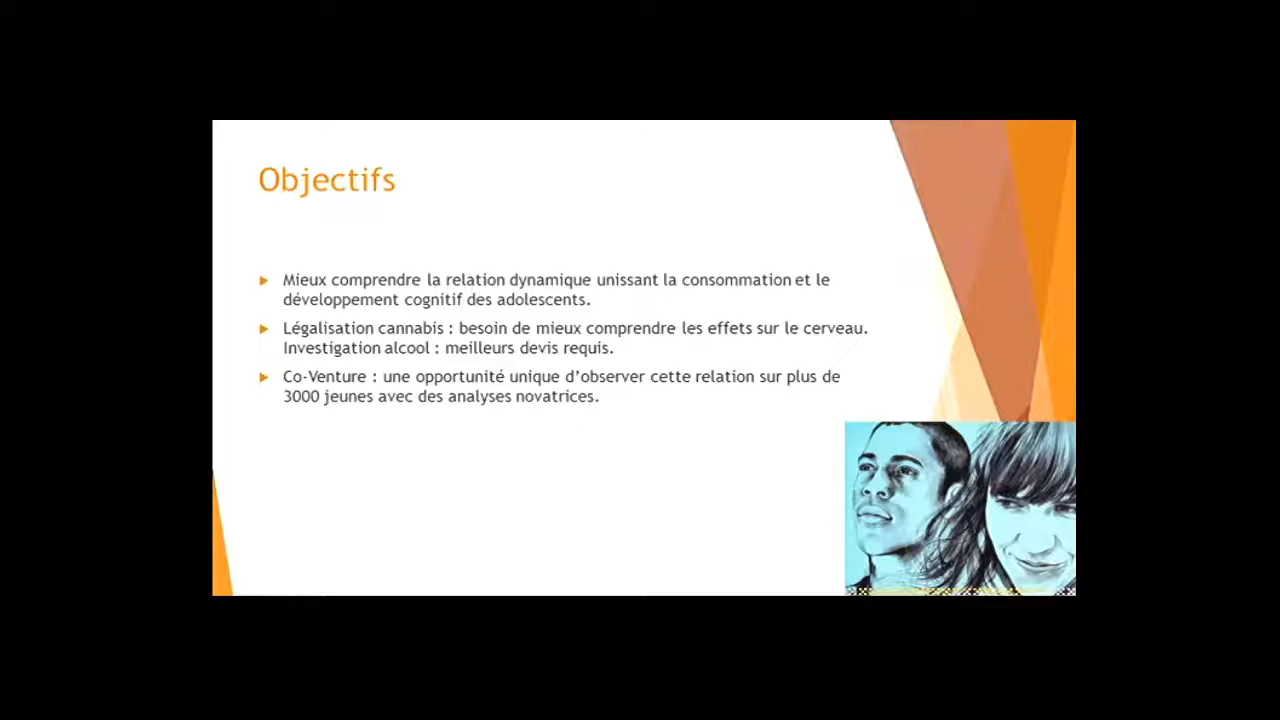 Objectifs
Mieux comprendre la relation dynamique unissant la consommation et le
développement cognitif des adolescents.
Légalisation cannabis : besoin de mieux comprendre les effets sur le cerveau.
Investigation alcool : meilleurs devis requis.
Co-Venture : une opportunité unique d’observer cette relation sur plus de
3000 jeunes avec des analyses novatrices.